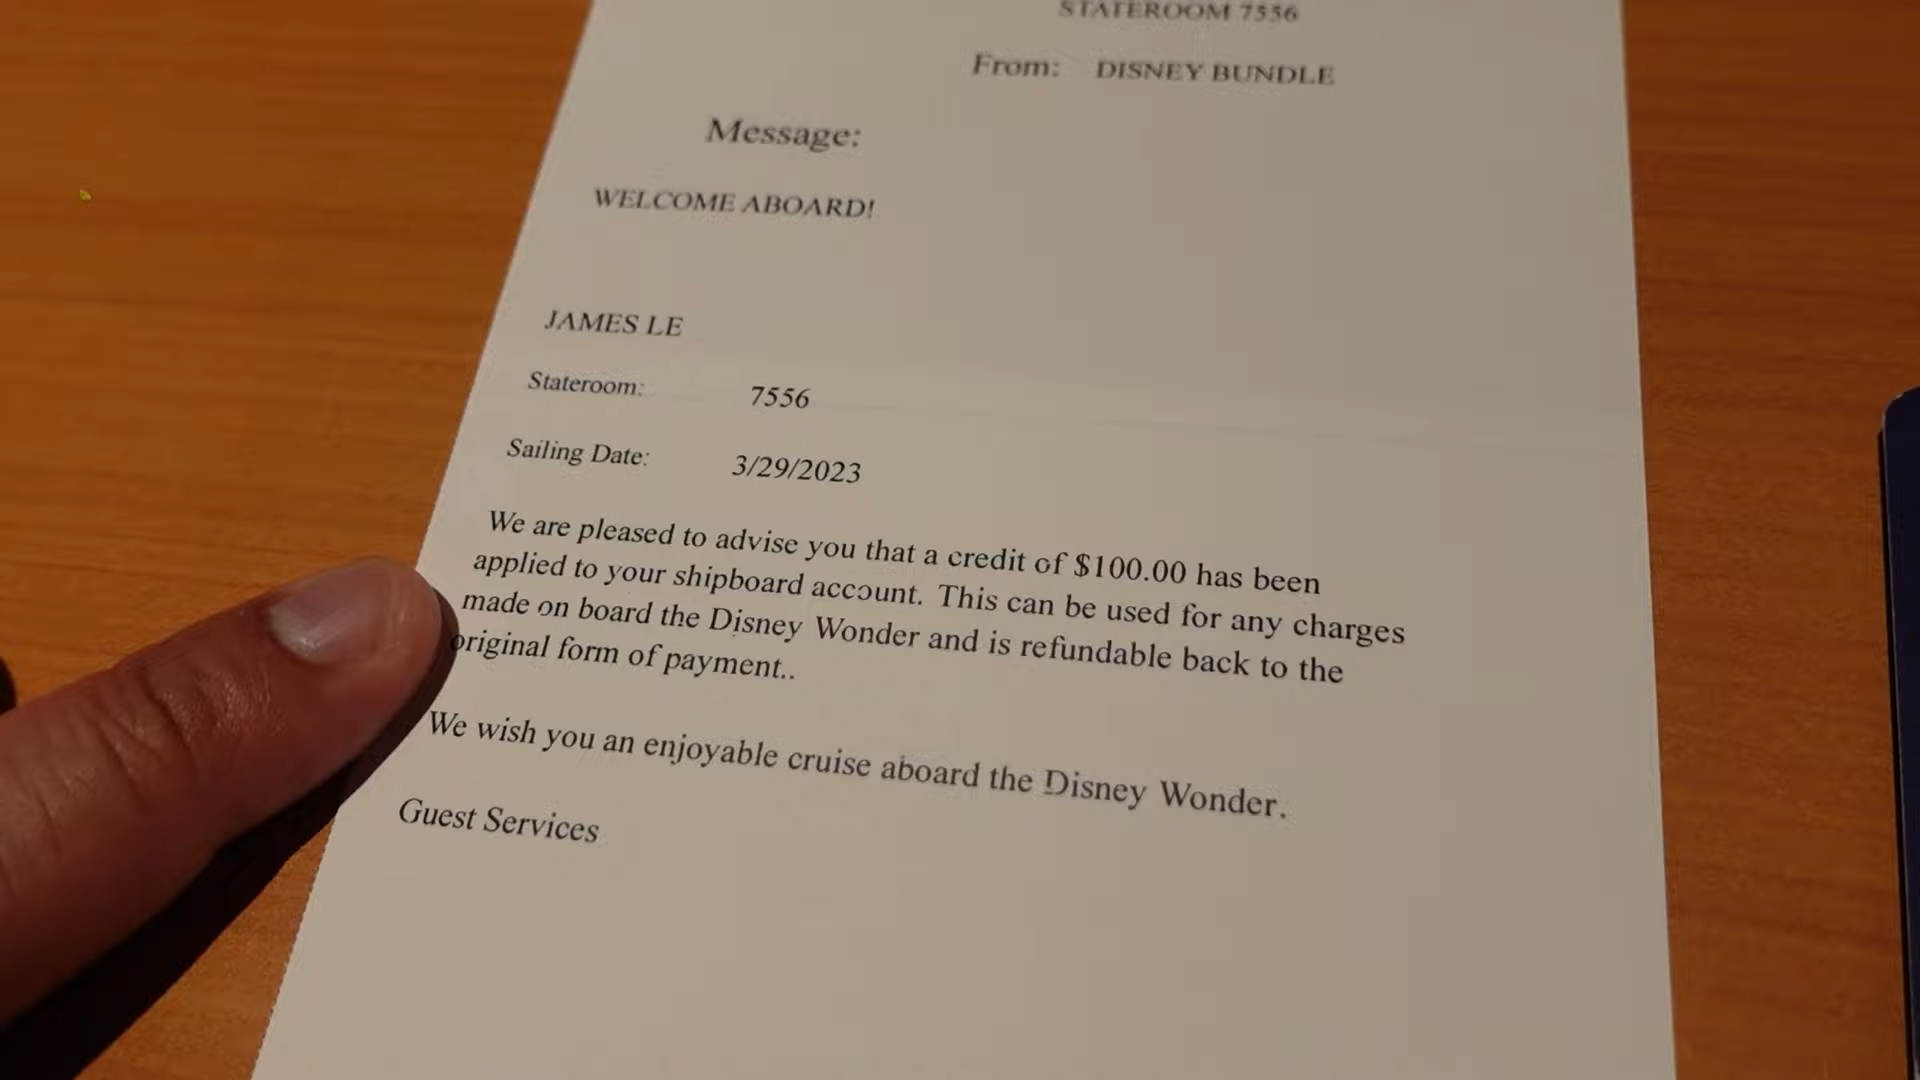 STATEROOM 7556
From: DISNEY BUNDLE
Message:
WELCOME ABOARD!
JAMES LE
Stateroom: 7556
Sailing Date: 3/29/2023
We are pleased to advise you that a credit of $100.00 has been
applied to your shipboard account. This can be used for any charges
made on board the Disney Wonder and is refundable back to the
original form of payment..
We wish you an enjoyable cruise aboard the Disney Wonder.
Guest Services